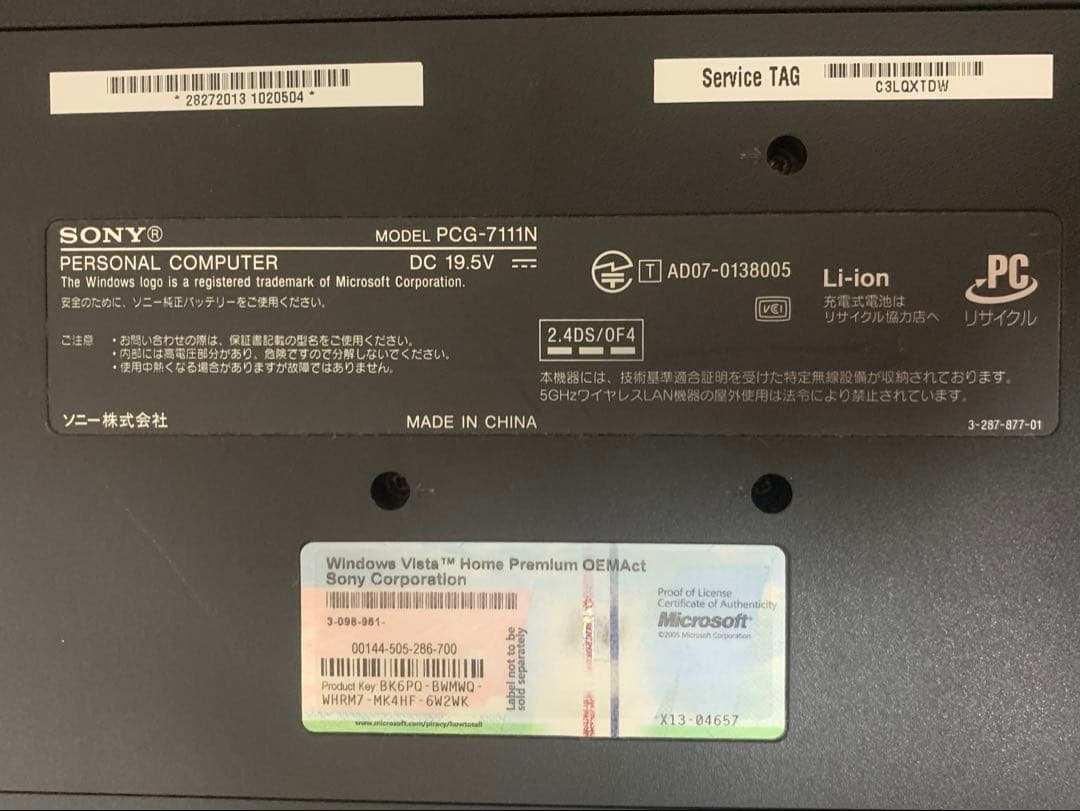 * 28272013 1020504 *
Service TAG
C3LQXTDW
SONY®
MODEL PCG-7111N
PERSONAL COMPUTER
DC 19.5V
The Windows logo is a registered trademark of Microsoft Corporation.
安全のために、ソニー純正バッテリーをご使用ください。
ご注意
・お問い合わせの際は、保証書記載の型名をご使用ください。
・内部には高電圧部分があり、危険ですので分解しないでください。
・使用中熱くなる場合がありますが故障ではありません。
ソニー株式会社
MADE IN CHINA
T AD07-0138005
VCI
2.4DS/OF4
Li-ion
充電式電池は
リサイクル協力店へ
PC
リサイクル
本機器には、技術基準適合証明を受けた特定無線設備が収納されております。
5GHzワイヤレスLAN機器の屋外使用は法令により禁止されています。
3-287-877-01
Windows Vista™ Home Premium OEMAct
Sony Corporation
3-098-981-
00144-505-286-700
Product Key: BK6PQ-BWMWQ-
WHRM7-MK4HF-6W2WK
www.microsoft.com/piracy/howtotell
Label not to be
sold separately
Proof of License
Certificate of Authenticity
Microsoft®
©2005 Microsoft Corporation
X13-04657